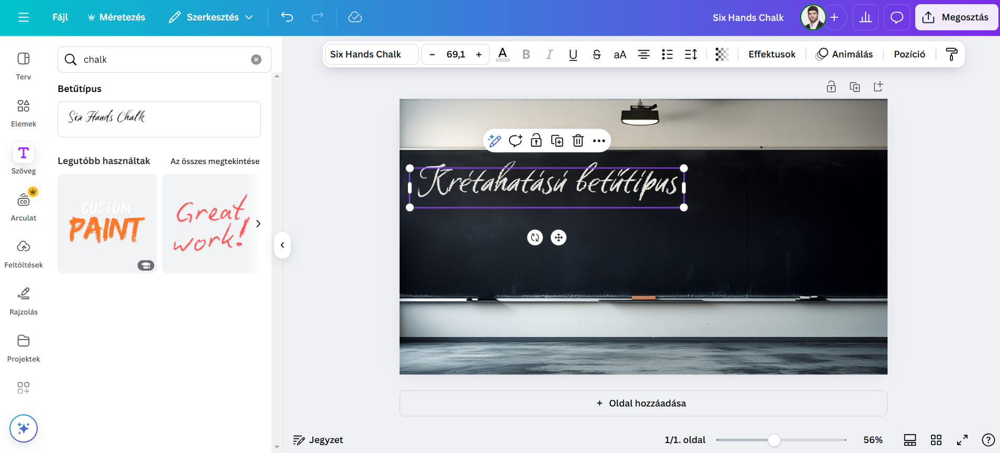 Fájl
Méretezés
Szerkesztés
Six Hands Chalk
Megosztás
Terv
Elemek
Szöveg
Arculat
Feltöltések
Rajzolás
Projektek
chalk
Betűtípus
Six Hands Chalk
Legutóbb használtak
Az összes megtekintése
CUSTOM
PAINT
Great
work!
Six Hands Chalk
– 69,1 +
A B I U S aA
Effektusok
Animálás
Pozíció
Krétahatású betűtípus
+ Oldal hozzáadása
Jegyzet
1/1. oldal
56%